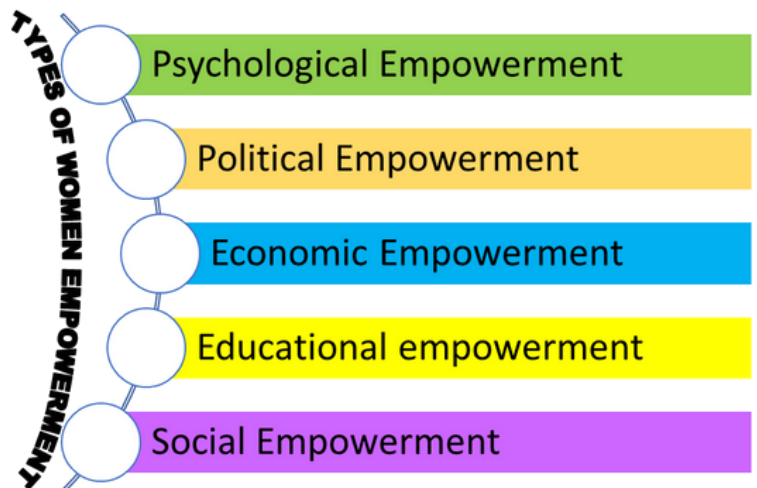 TYPES OF WOMEN EMPOWERMENT
Psychological Empowerment
Political Empowerment
Economic Empowerment
Educational empowerment
Social Empowerment